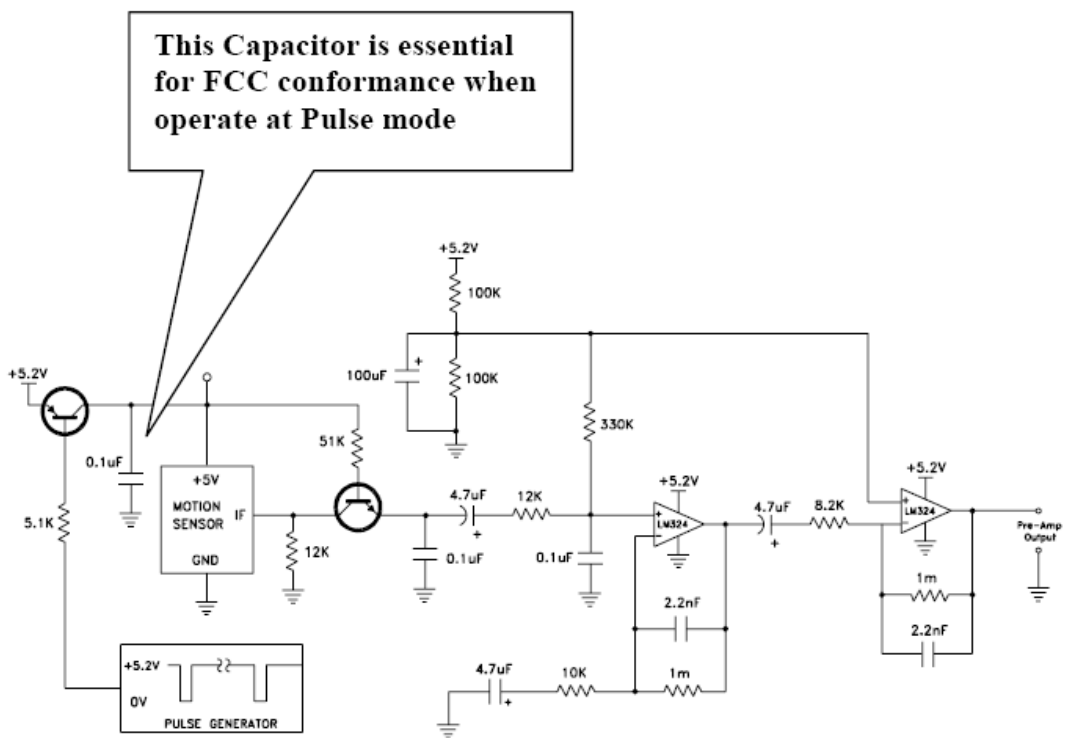 This Capacitor is essential
for FCC conformance when
operate at Pulse mode
+5.2V
100K
+
100uF
100K
330K
+5.2V
0.1uF
5.1K
+5V
MOTION
SENSOR
IF
GND
12K
51K
4.7uF
+
0.1uF
12K
0.1uF
+5.2V
+
-
LM324
2.2nF
1m
10K
4.7uF
+
4.7uF
+
8.2K
+5.2V
+
-
LM324
1m
2.2nF
Pre-Amp
Output
+5.2V
0V
PULSE GENERATOR